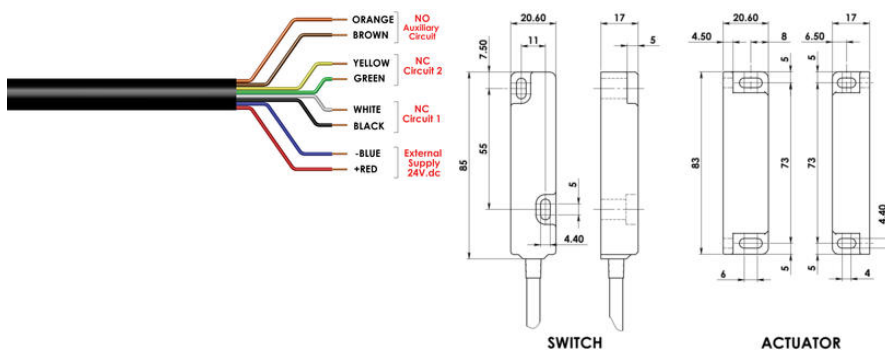 ORANGE
BROWN
NO
Auxiliary
Circuit
YELLOW
GREEN
NC
Circuit 2
WHITE
BLACK
NC
Circuit 1
-BLUE
+RED
External
Supply
24V.dc
20.60
17
11
5
7.50
85
55
5
4.40
SWITCH
20.60
17
4.50
8
6.50
5
5
83
73
73
4.40
6
5
5
4
ACTUATOR